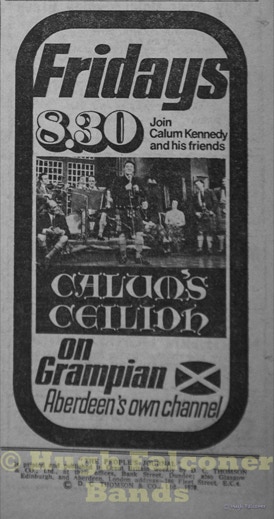 Fridays
8.30
Join
Calum Kennedy
and his friends
CALUM'S
CEILIDH
on
Grampian
Aberdeen's own channel
© Hugh Falconer
Bands